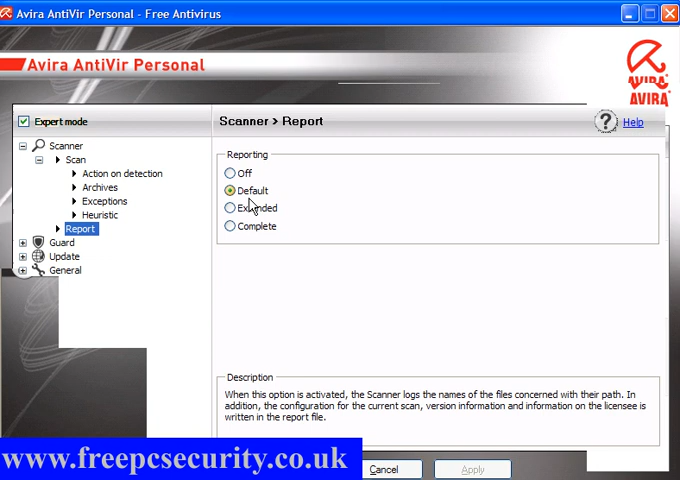 Avira AntiVir Personal - Free Antivirus
Avira AntiVir Personal
AVIRA
AVIRA
Expert mode
Scanner > Report
Help
Scanner
Scan
Action on detection
Archives
Exceptions
Heuristic
Report
Guard
Update
General
Reporting
Off
Default
Extended
Complete
Description
When this option is activated, the Scanner logs the names of the files concerned with their path. In
addition, the configuration for the current scan, version information and information on the licensee is
written in the report file.
www.freepcsecurity.co.uk
Cancel
Apply